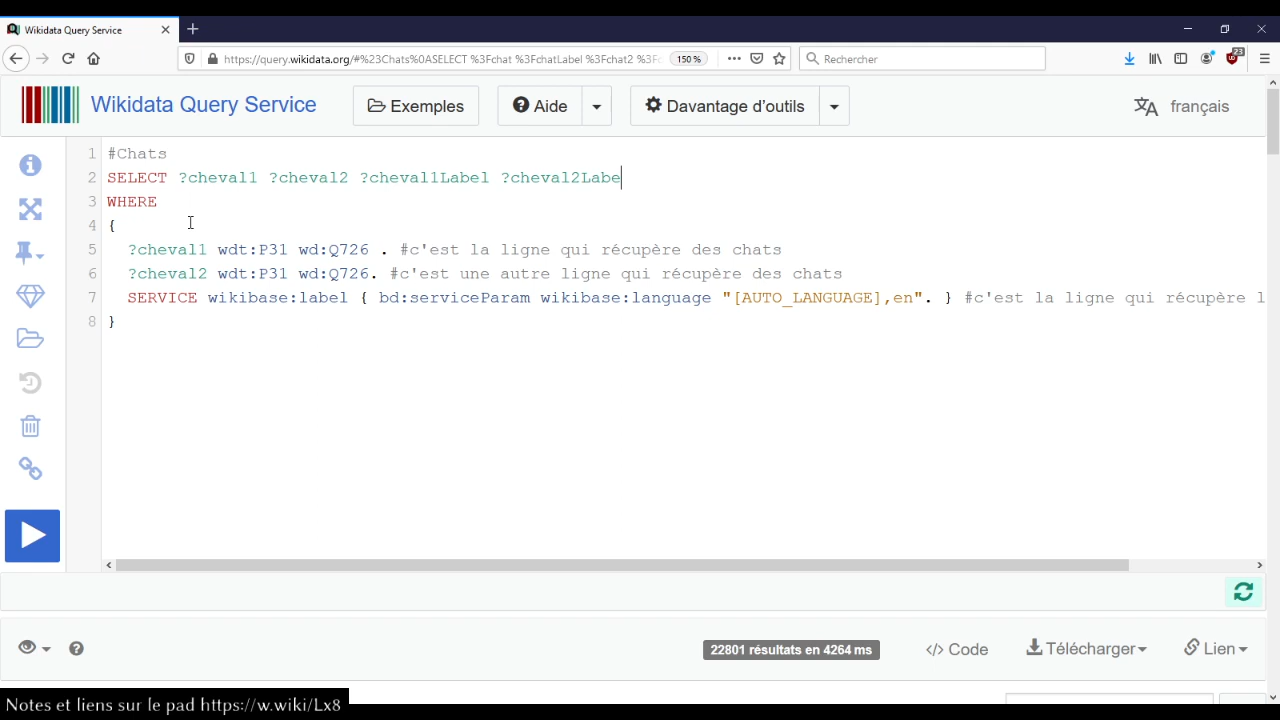 Wikidata Query Service
https://query.wikidata.org/#%23Chats%0ASELECT %3Fchat %3FchatLabel %3Fchat2 %3F
150 %
Rechercher
23
Wikidata Query Service
Exemples
Aide
Davantage d'outils
français
1 #Chats
2 SELECT ?cheval1 ?cheval2 ?cheval1Label ?cheval2Labe
3 WHERE
4 {
5 ?cheval1 wdt:P31 wd:Q726 . #c'est la ligne qui récupère des chats
6 ?cheval2 wdt:P31 wd:Q726. #c'est une autre ligne qui récupère des chats
7 SERVICE wikibase:label { bd:serviceParam wikibase:language "[AUTO_LANGUAGE],en". } #c'est la ligne qui récupère l
8 }
22801 résultats en 4264 ms
</> Code
Télécharger
Lien
Notes et liens sur le pad https://w.wiki/Lx8